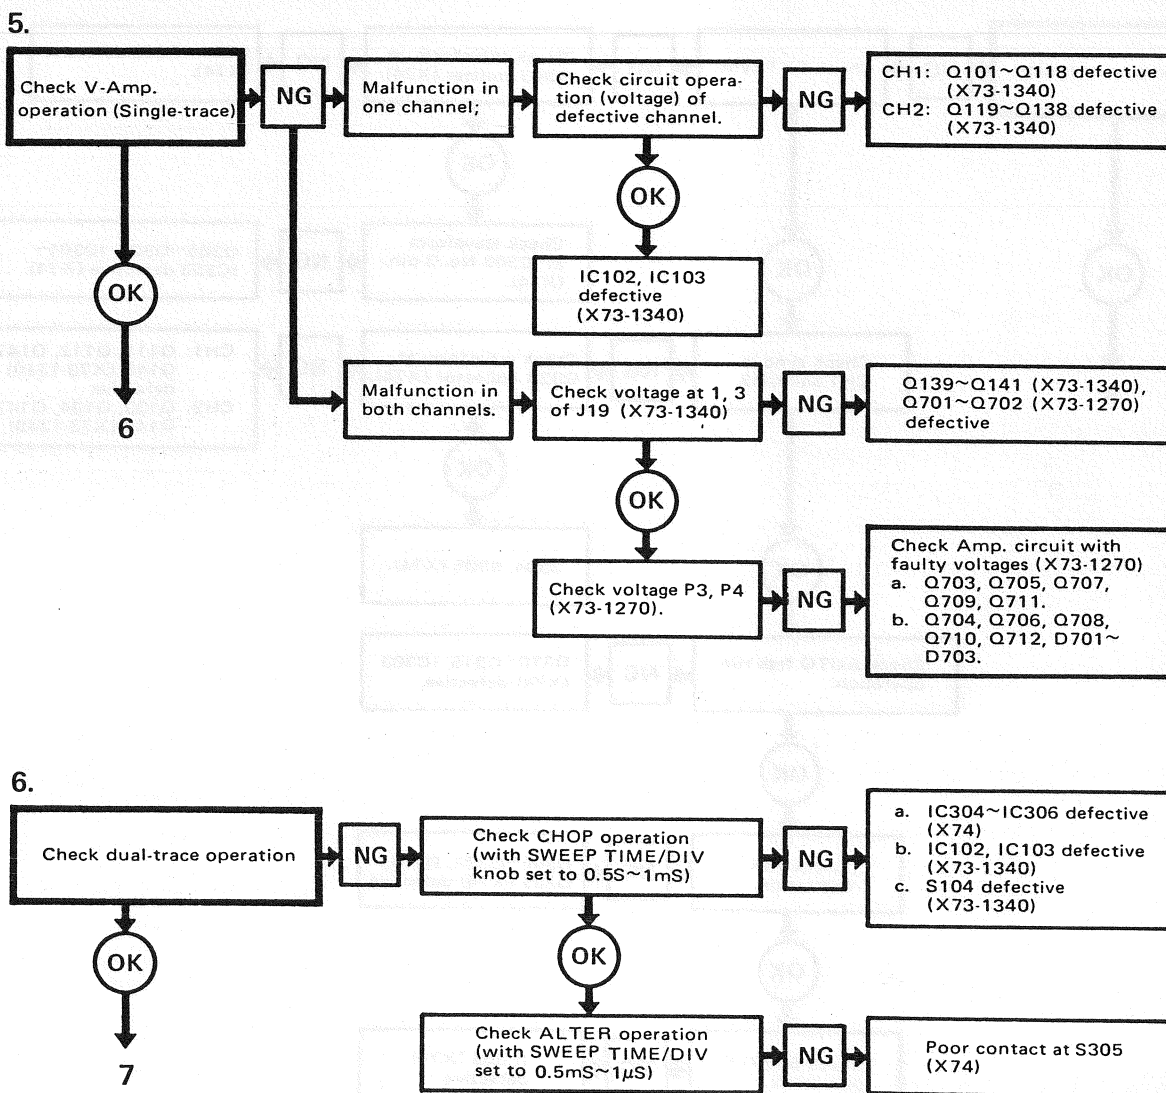 5.
Check V-Amp.
operation (Single-trace)
NG
Malfunction in
one channel;
Check circuit opera-
tion (voltage) of
defective channel.
NG
CH1: Q101~Q118 defective
(X73-1340)
CH2: Q119~Q138 defective
(X73-1340)
OK
IC102, IC103
defective
(X73-1340)
OK
6
Malfunction in
both channels.
Check voltage at 1, 3
of J19 (X73-1340)
NG
Q139~Q141 (X73-1340),
Q701~Q702 (X73-1270)
defective
OK
Check voltage P3, P4
(X73-1270).
NG
Check Amp. circuit with
faulty voltages (X73-1270)
a. Q703, Q705, Q707,
Q709, Q711.
b. Q704, Q706, Q708,
Q710, Q712, D701~
D703.
6.
Check dual-trace operation
NG
Check CHOP operation
(with SWEEP TIME/DIV
knob set to 0.5S~1mS)
NG
a. IC304~IC306 defective
(X74)
b. IC102, IC103 defective
(X73-1340)
c. S104 defective
(X73-1340)
OK
7
OK
Check ALTER operation
(with SWEEP TIME/DIV
set to 0.5mS~1μS)
NG
Poor contact at S305
(X74)